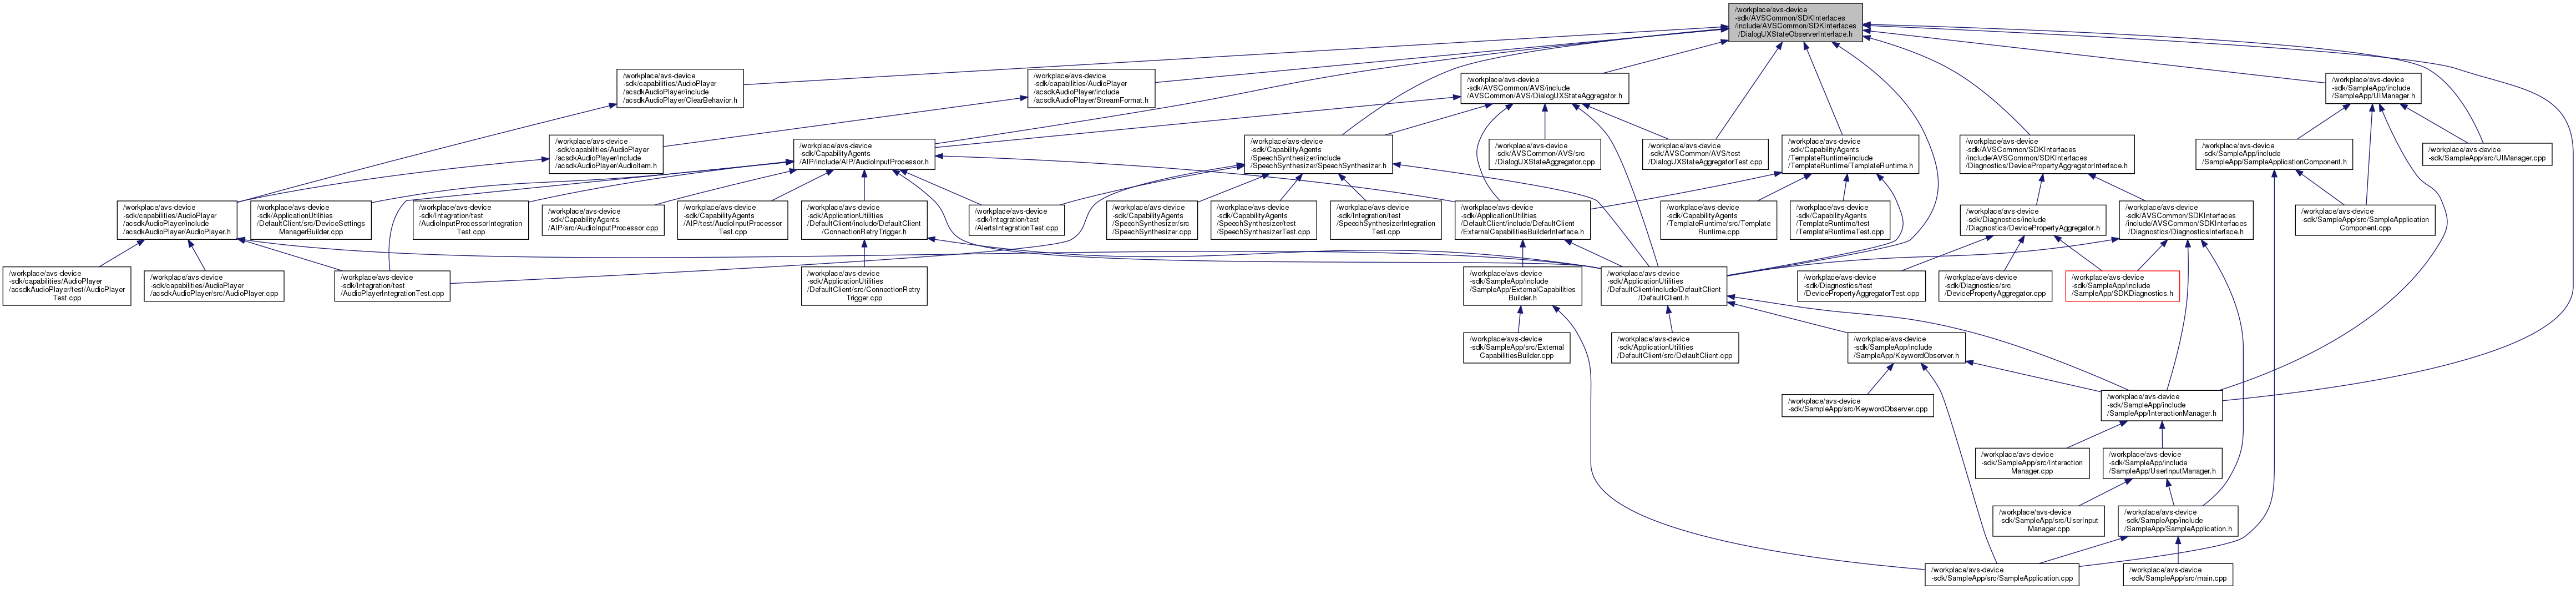 /workplace/avs-device
-sdk/AVSCommon/SDKInterfaces
/include/AVSCommon/SDKInterfaces
/DialogUXStateObserverInterface.h
/workplace/avs-device
-sdk/capabilities/AudioPlayer
/acsdkAudioPlayer/include
/acsdkAudioPlayer/ClearBehavior.h
/workplace/avs-device
-sdk/capabilities/AudioPlayer
/acsdkAudioPlayer/include
/acsdkAudioPlayer/StreamFormat.h
/workplace/avs-device
-sdk/AVSCommon/AVS/include
/AVSCommon/AVS/DialogUXStateAggregator.h
/workplace/avs-device
-sdk/SampleApp/include
/SampleApp/UIManager.h
/workplace/avs-device
-sdk/capabilities/AudioPlayer
/acsdkAudioPlayer/include
/acsdkAudioPlayer/AudioItem.h
/workplace/avs-device
-sdk/CapabilityAgents
/AIP/include/AIP/AudioInputProcessor.h
/workplace/avs-device
-sdk/CapabilityAgents
/SpeechSynthesizer/include
/SpeechSynthesizer/SpeechSynthesizer.h
/workplace/avs-device
-sdk/AVSCommon/AVS/src
/DialogUXStateAggregator.cpp
/workplace/avs-device
-sdk/AVSCommon/AVS/test
/DialogUXStateAggregatorTest.cpp
/workplace/avs-device
-sdk/CapabilityAgents
/TemplateRuntime/include
/TemplateRuntime/TemplateRuntime.h
/workplace/avs-device
-sdk/AVSCommon/SDKInterfaces
/include/AVSCommon/SDKInterfaces
/Diagnostics/DevicePropertyAggregatorInterface.h
/workplace/avs-device
-sdk/SampleApp/include
/SampleApp/SampleApplicationComponent.h
/workplace/avs-device
-sdk/SampleApp/src/UIManager.cpp
/workplace/avs-device
-sdk/capabilities/AudioPlayer
/acsdkAudioPlayer/include
/acsdkAudioPlayer/AudioPlayer.h
/workplace/avs-device
-sdk/ApplicationUtilities
/DefaultClient/src/DeviceSettings
ManagerBuilder.cpp
/workplace/avs-device
-sdk/Integration/test
/AudioInputProcessorIntegration
Test.cpp
/workplace/avs-device
-sdk/CapabilityAgents
/AIP/src/AudioInputProcessor.cpp
/workplace/avs-device
-sdk/CapabilityAgents
/AIP/test/AudioInputProcessor
Test.cpp
/workplace/avs-device
-sdk/ApplicationUtilities
/DefaultClient/include/DefaultClient
/ConnectionRetryTrigger.h
/workplace/avs-device
-sdk/Integration/test
/AlertsIntegrationTest.cpp
/workplace/avs-device
-sdk/CapabilityAgents
/SpeechSynthesizer/src
/SpeechSynthesizer.cpp
/workplace/avs-device
-sdk/CapabilityAgents
/SpeechSynthesizer/test
/SpeechSynthesizerTest.cpp
/workplace/avs-device
-sdk/Integration/test
/SpeechSynthesizerIntegration
Test.cpp
/workplace/avs-device
-sdk/ApplicationUtilities
/DefaultClient/include/DefaultClient
/ExternalCapabilitiesBuilderInterface.h
/workplace/avs-device
-sdk/CapabilityAgents
/TemplateRuntime/src/Template
Runtime.cpp
/workplace/avs-device
-sdk/CapabilityAgents
/TemplateRuntime/test
/TemplateRuntimeTest.cpp
/workplace/avs-device
-sdk/Diagnostics/include
/Diagnostics/DevicePropertyAggregator.h
/workplace/avs-device
-sdk/AVSCommon/SDKInterfaces
/include/AVSCommon/SDKInterfaces
/Diagnostics/DiagnosticsInterface.h
/workplace/avs-device
-sdk/SampleApp/src/SampleApplication
Component.cpp
/workplace/avs-device
-sdk/capabilities/AudioPlayer
/acsdkAudioPlayer/test/AudioPlayer
Test.cpp
/workplace/avs-device
-sdk/capabilities/AudioPlayer
/acsdkAudioPlayer/src/AudioPlayer.cpp
/workplace/avs-device
-sdk/Integration/test
/AudioPlayerIntegrationTest.cpp
/workplace/avs-device
-sdk/ApplicationUtilities
/DefaultClient/src/ConnectionRetry
Trigger.cpp
/workplace/avs-device
-sdk/SampleApp/include
/SampleApp/ExternalCapabilities
Builder.h
/workplace/avs-device
-sdk/ApplicationUtilities
/DefaultClient/include/DefaultClient
/DefaultClient.h
/workplace/avs-device
-sdk/Diagnostics/test
/DevicePropertyAggregatorTest.cpp
/workplace/avs-device
-sdk/Diagnostics/src
/DevicePropertyAggregator.cpp
/workplace/avs-device
-sdk/SampleApp/include
/SampleApp/SDKDiagnostics.h
/workplace/avs-device
-sdk/SampleApp/src/External
CapabilitiesBuilder.cpp
/workplace/avs-device
-sdk/ApplicationUtilities
/DefaultClient/src/DefaultClient.cpp
/workplace/avs-device
-sdk/SampleApp/include
/SampleApp/KeywordObserver.h
/workplace/avs-device
-sdk/SampleApp/src/KeywordObserver.cpp
/workplace/avs-device
-sdk/SampleApp/include
/SampleApp/InteractionManager.h
/workplace/avs-device
-sdk/SampleApp/src/Interaction
Manager.cpp
/workplace/avs-device
-sdk/SampleApp/include
/SampleApp/UserInputManager.h
/workplace/avs-device
-sdk/SampleApp/src/UserInput
Manager.cpp
/workplace/avs-device
-sdk/SampleApp/include
/SampleApp/SampleApplication.h
/workplace/avs-device
-sdk/SampleApp/src/SampleApplication.cpp
/workplace/avs-device
-sdk/SampleApp/src/main.cpp